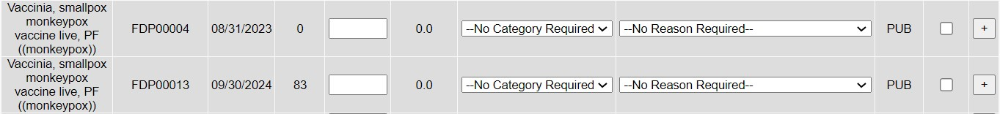 Vaccinia, smallpox
monkeypox
vaccine live, PF
((monkeypox))
FDP00004 08/31/2023 0 0.0 --No Category Required --No Reason Required-- PUB +
Vaccinia, smallpox
monkeypox
vaccine live, PF
((monkeypox))
FDP00013 09/30/2024 83 0.0 --No Category Required --No Reason Required-- PUB +